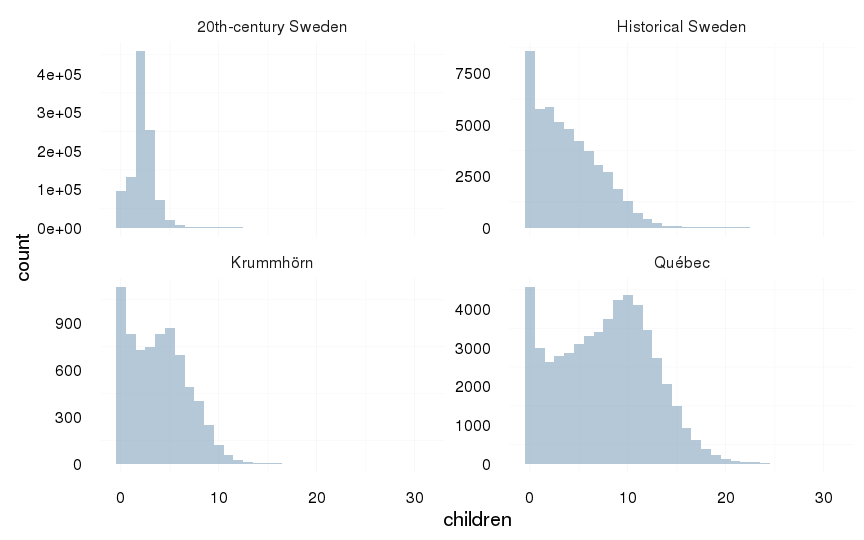 20th-century Sweden
Historical Sweden
4e+05
3e+05
2e+05
1e+05
0e+00
7500
5000
2500
0
count
Krummhörn
Québec
900
600
300
0
4000
3000
2000
1000
0
0 10 20 30
0 10 20 30
children